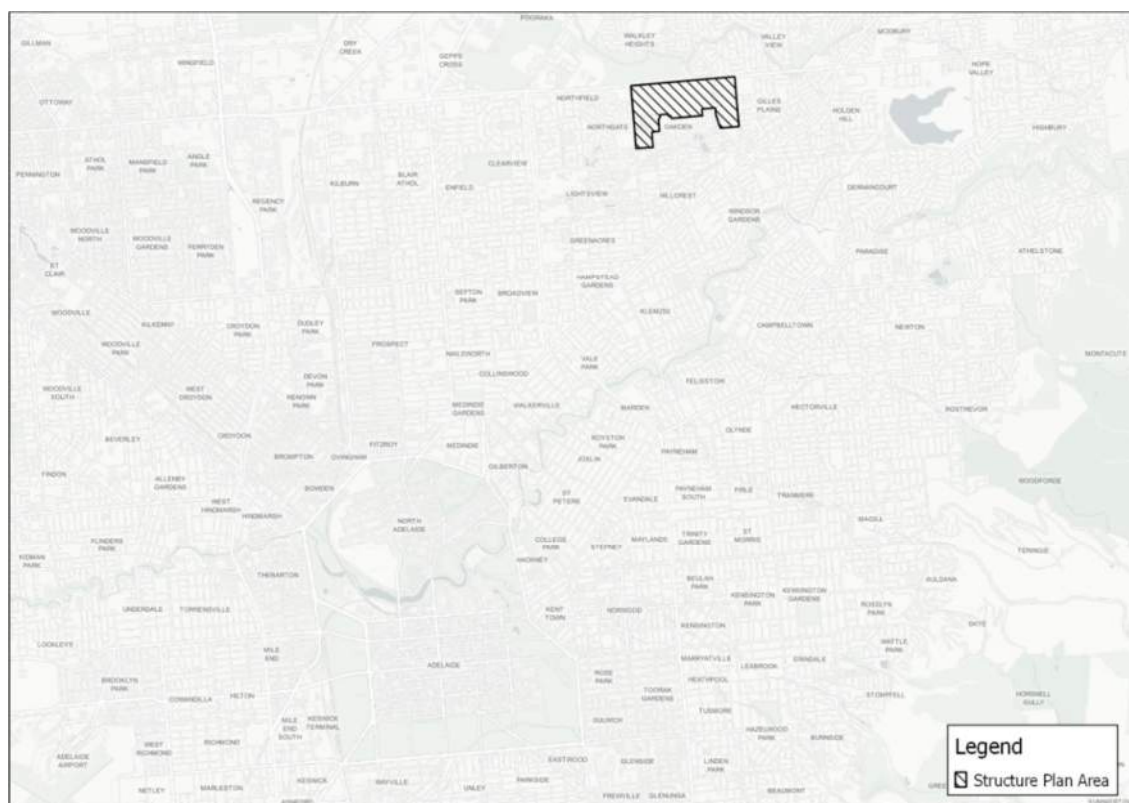 POORAKA
GILLMAN
DRY
CREEK
WALKLEY
HEIGHTS
VALLEY
VIEW
MODBURY
WINGFIELD
GEPPS
CROSS
HOPE
VALLEY
OTTOWAY
NORTHFIELD
GILLES
PLAINS
HOLDEN
HILL
NORTHGATE
OAKDEN
HIGHBURY
ATHOL
PARK
MANSFIELD
PARK
ANGLE
PARK
CLEARVIEW
PENNINGTON
KILBURN
BLAIR
ATHOL
ENFIELD
LIGHTSVIEW
HILLCREST
DERNANCOURT
REGENCY
PARK
WINDSOR
GARDENS
WOODVILLE
NORTH
WOODVILLE
GARDENS
FERRYDEN
PARK
GREENACRES
PARADISE
ATHELSTONE
ST
CLAIR
HAMPSTEAD
GARDENS
SEFTON
PARK
BROADVIEW
WOODVILLE
KILKENNY
CROYDON
PARK
DUDLEY
PARK
KLEMZIG
CAMPBELLTOWN
NEWTON
WOODVILLE
PARK
PROSPECT
NAILSWORTH
VALE
PARK
MONTACUTE
COLLINSWOOD
WOODVILLE
SOUTH
WEST
CROYDON
DEVON
PARK
RENOWN
PARK
FELIXSTOW
MEDINDIE
GARDENS
WALKERVILLE
MARDEN
HECTORVILLE
ROSTREVOR
BEVERLEY
CROYDON
FITZROY
MEDINDIE
ROYSTON
PARK
GLYNDE
BROMPTON
OVINGHAM
JOSLIN
PAYNEHAM
FINDON
ALLENBY
GARDENS
BOWDEN
GILBERTON
WOODFORDE
WEST
HINDMARSH
HINDMARSH
ST
PETERS
EVANDALE
PAYNEHAM
SOUTH
FIRLE
TRANMERE
NORTH
ADELAIDE
MAGILL
FLINDERS
PARK
COLLEGE
PARK
STEPNEY
MAYLANDS
TRINITY
GARDENS
ST
MORRIS
KIDMAN
PARK
HACKNEY
TERINGIE
THEBARTON
BEULAH
PARK
AULDANA
KENSINGTON
PARK
KENSINGTON
GARDENS
UNDERDALE
TORRENSVILLE
KENT
TOWN
NORWOOD
ROSSLYN
PARK
KENSINGTON
SKYE
LOCKLEYS
MILE
END
WATTLE
PARK
ADELAIDE
MARRYATVILLE
LEABROOK
ERINDALE
BROOKLYN
PARK
COWANDILLA
HILTON
ROSE
PARK
HEATHPOOL
TOORAK
GARDENS
STONYFELL
HORSNELL
GULLY
TUSMORE
MILE
END
SOUTH
KESWICK
TERMINAL
DULWICH
HAZELWOOD
PARK
BURNSIDE
ADELAIDE
AIRPORT
WEST
RICHMOND
RICHMOND
EASTWOOD
GLENSIDE
LINDEN
PARK
NETLEY
MARLESTON
KESWICK
WAYVILLE
UNLEY
PARKSIDE
FREWVILLE
GLENUNGA
BEAUMONT
ASHFORD
Legend
Structure Plan Area